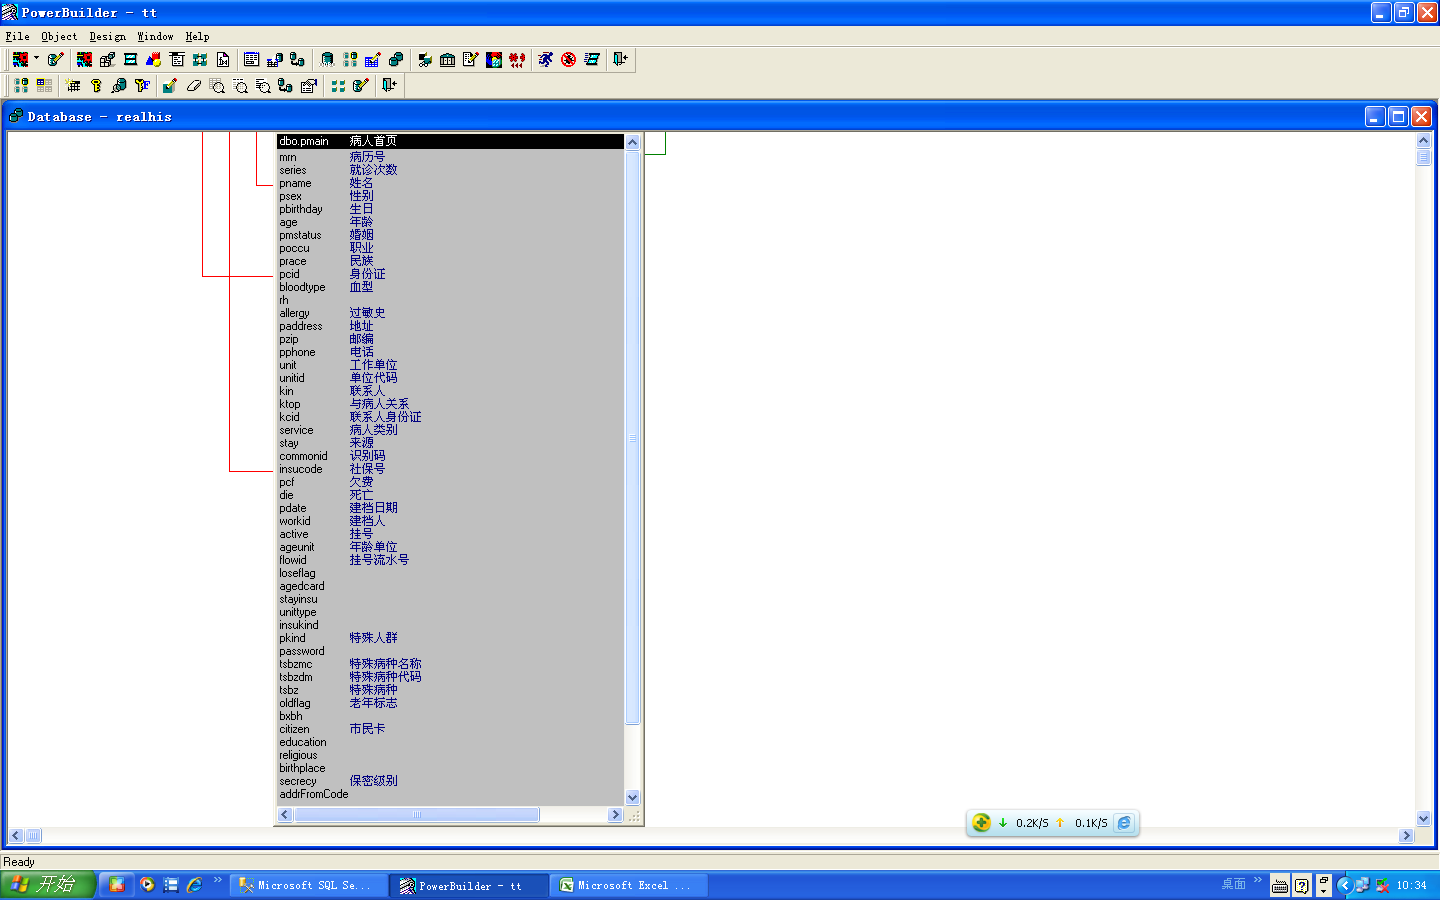 PowerBuilder - tt
File Object Design Window Help
Database - realhis
dbo.pmain 病人首页
mrn 病历号
series 就诊次数
pname 姓名
psex 性别
pbirthday 生日
age 年龄
pmstatus 婚姻
poccu 职业
prace 民族
pcid 身份证
bloodtype 血型
rh
allergy 过敏史
paddress 地址
pzip 邮编
pphone 电话
unit 工作单位
unitid 单位代码
kin 联系人
ktop 与病人关系
kcid 联系人身份证
service 病人类别
stay 来源
commonid 识别码
insucode 社保号
pcf 欠费
die 死亡
pdate 建档日期
workid 建档人
active 挂号
ageunit 年龄单位
flowid 挂号流水号
loseflag
agedcard
stayinsu
unittype
insukind
pkind 特殊人群
password
tsbzmc 特殊病种名称
tsbzdm 特殊病种代码
tsbz 特殊病种
oldflag 老年标志
bxbh
citizen 市民卡
education
religious
birthplace
secrecy 保密级别
addrFromCode
0.2K/S 0.1K/S
Ready
开始 Microsoft SQL Se... PowerBuilder - tt Microsoft Excel ... 桌面 10:34